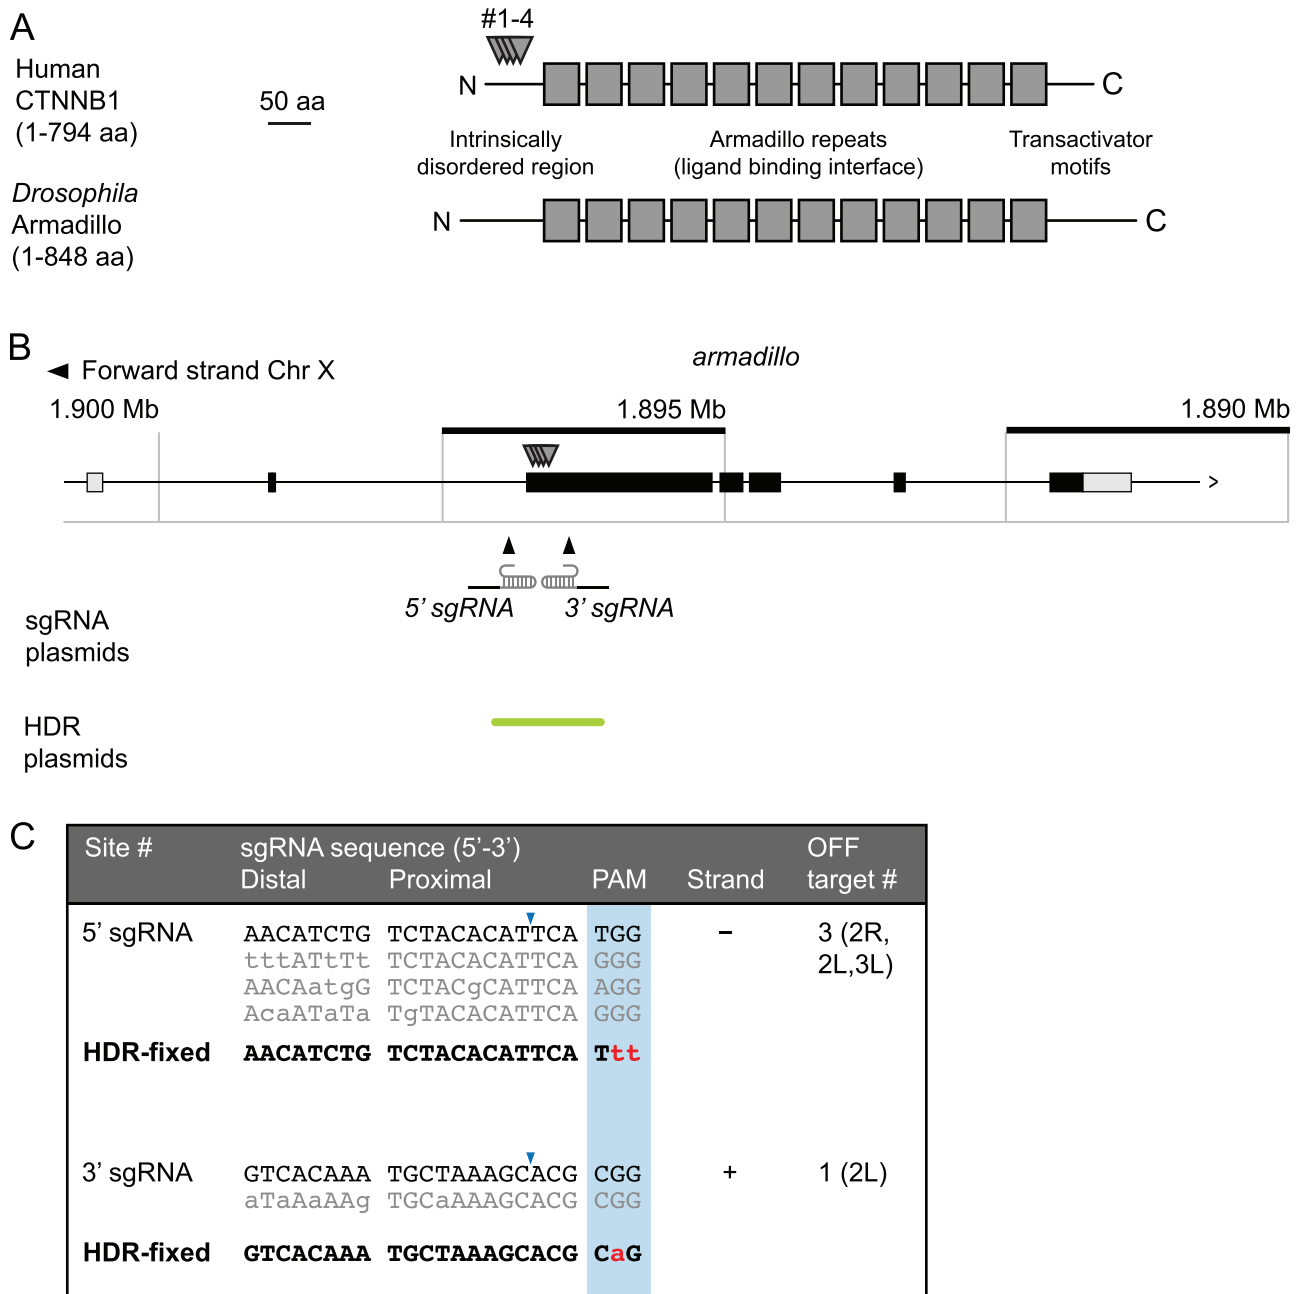 A
#1-4
Human
CTNNB1
(1-794 aa)
50 aa
N
C
Intrinsically
disordered region
Armadillo repeats
(ligand binding interface)
Transactivator
motifs
Drosophila
Armadillo
(1-848 aa)
N
C
B
◄ Forward strand Chr X
armadillo
1.900 Mb
1.895 Mb
1.890 Mb
>
5’ sgRNA
3’ sgRNA
sgRNA
plasmids
HDR
plasmids
C
Site # sgRNA sequence (5’-3’) OFF
Distal Proximal PAM Strand target #
5’ sgRNA AACATCTG TCTACACATTCA TGG – 3 (2R,
tttATtTt TCTACACATTCA GGG 2L,3L)
AACAatgG TCTACgCATTCA AGG
AcaATaTa TgTACACATTCA GGG
HDR-fixed AACATCTG TCTACACATTCA Ttt
3’ sgRNA GTCACAAA TGCTAAAGCACG CGG + 1 (2L)
aTaAaAAg TGCaAAAGCACG CGG
HDR-fixed GTCACAAA TGCTAAAGCACG CaG